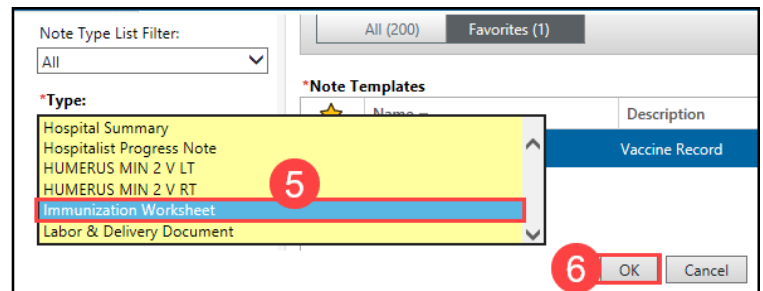 Note Type List Filter:
All
*Type:
Hospital Summary
Hospitalist Progress Note
HUMERUS MIN 2 V LT
HUMERUS MIN 2 V RT
Immunization Worksheet
Labor & Delivery Document
5
All (200) Favorites (1)
*Note Templates
Name Description
Vaccine Record
6 OK Cancel